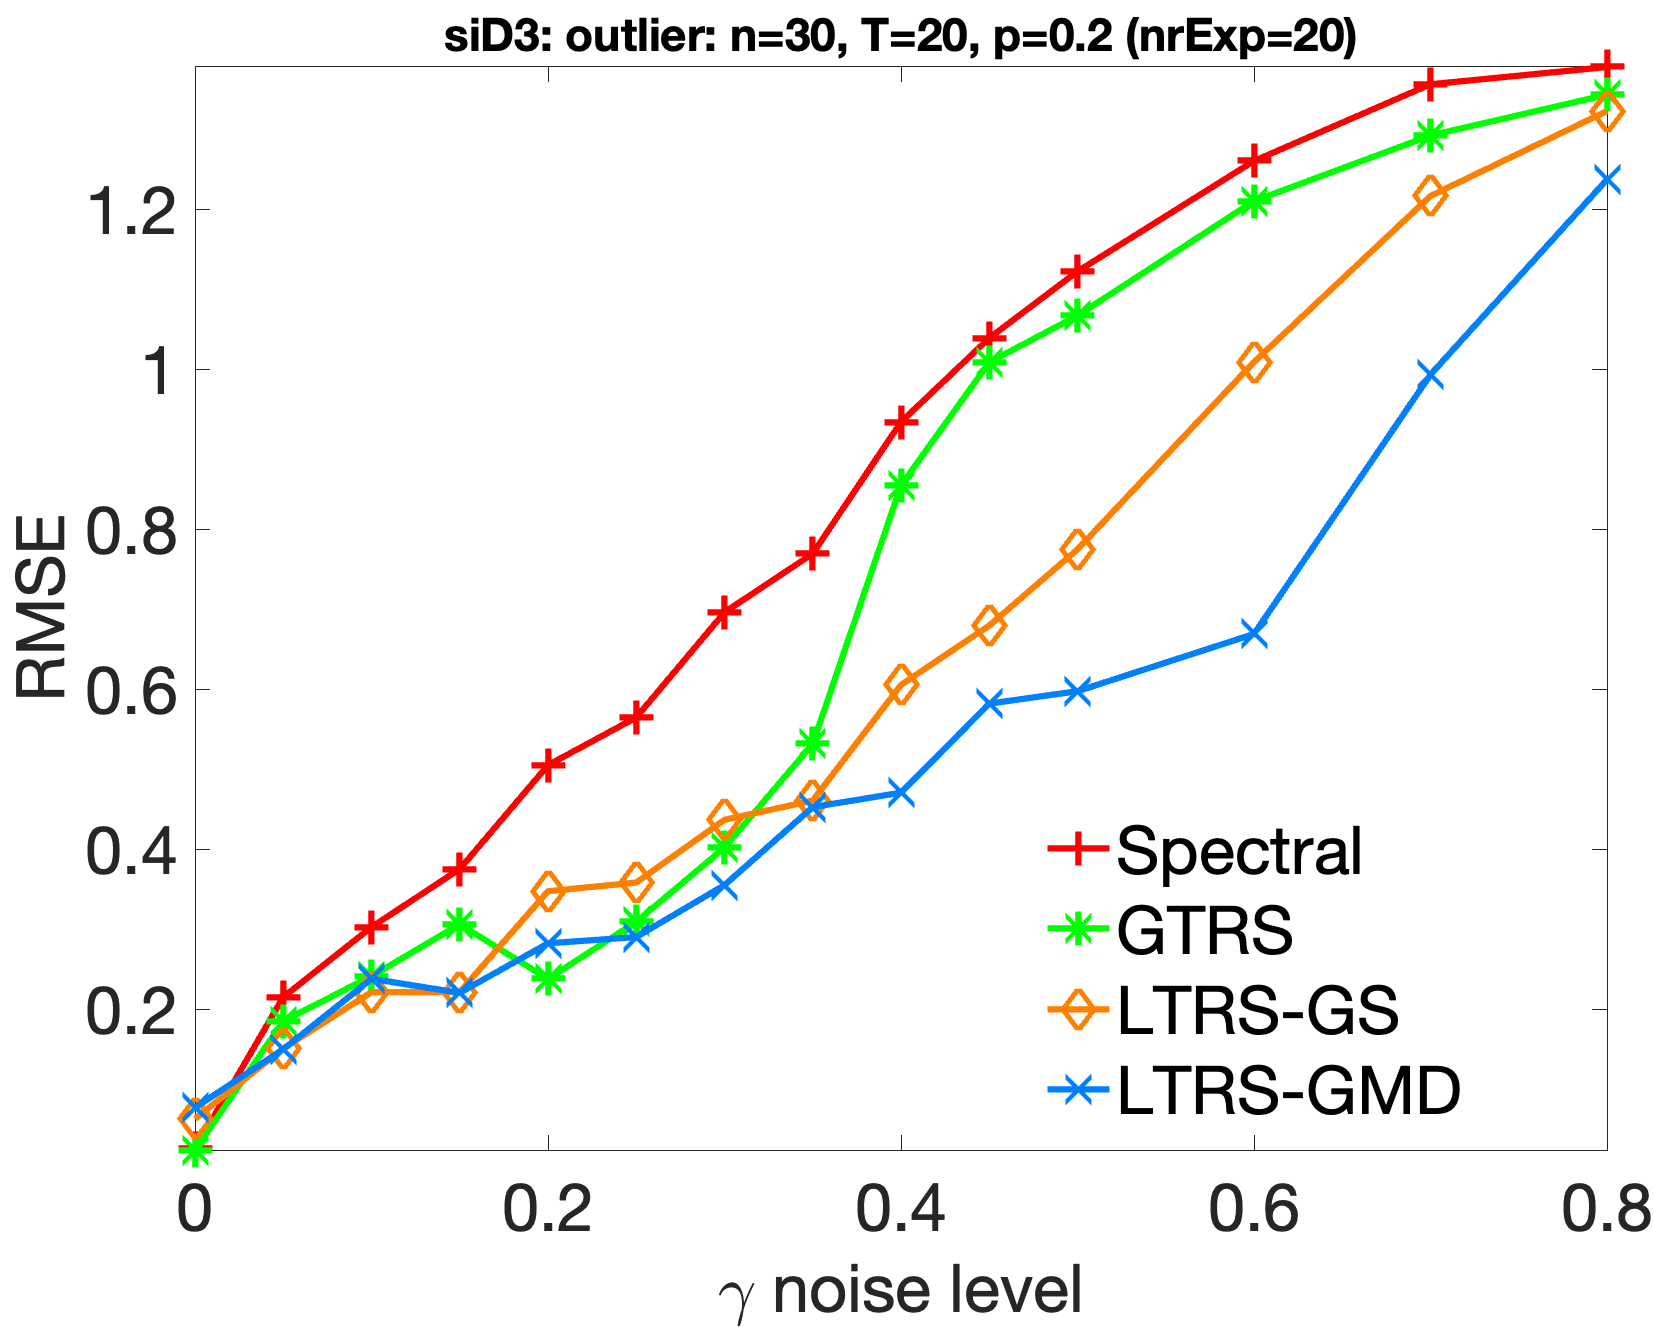 siD3: outlier: n=30, T=20, p=0.2 (nrExp=20)
RMSE
1.2
1
0.8
0.6
0.4
0.2
Spectral
GTRS
LTRS-GS
LTRS-GMD
0 0.2 0.4 0.6 0.8
γ noise level